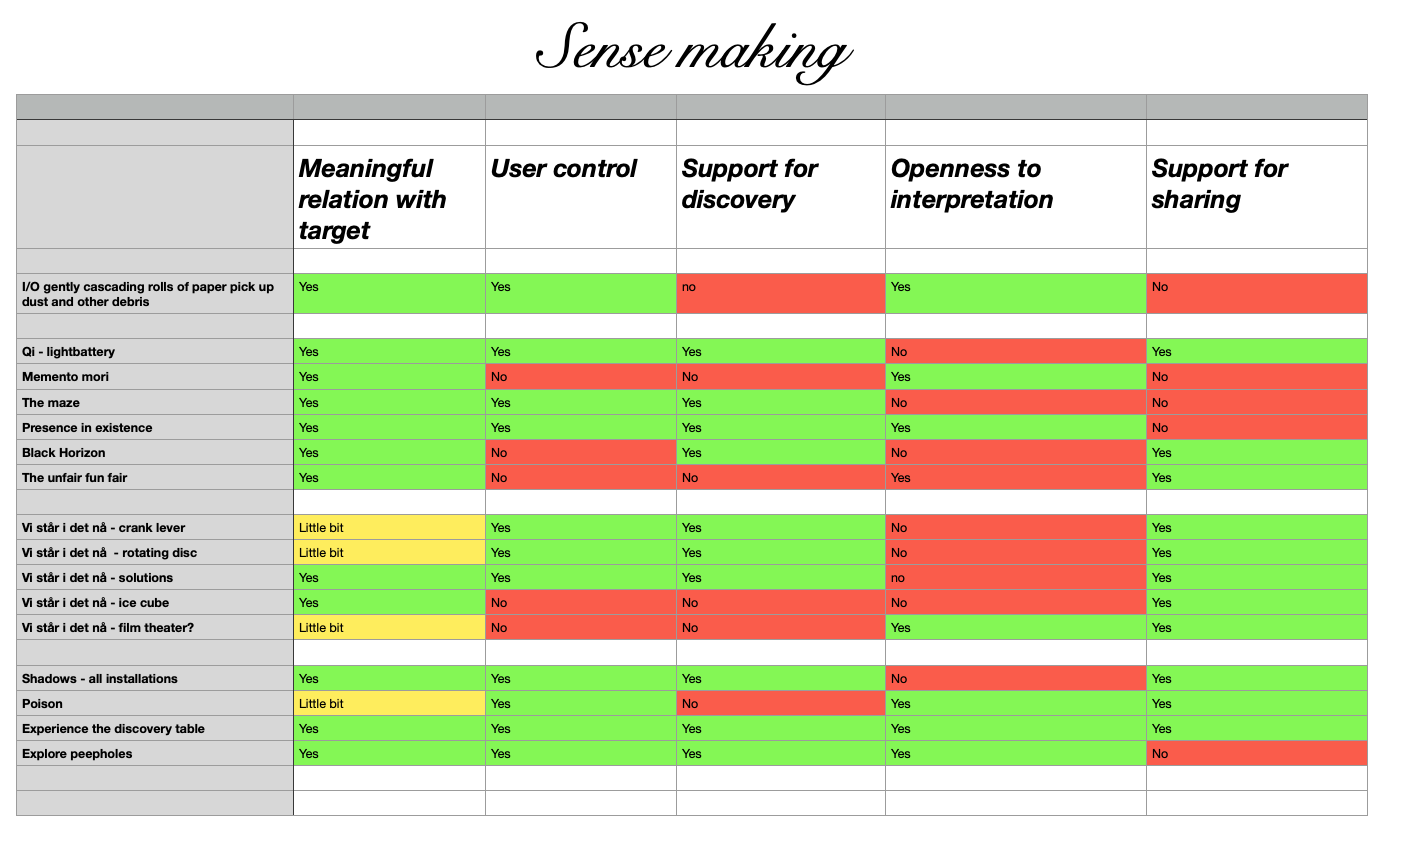 Sense making
Meaningful relation with target User control Support for discovery Openness to interpretation Support for sharing
I/O gently cascading rolls of paper pick up dust and other debris Yes Yes no Yes No
Qi - lightbattery Yes Yes Yes No Yes
Memento mori Yes No No Yes No
The maze Yes Yes Yes No No
Presence in existence Yes Yes Yes Yes No
Black Horizon Yes No Yes No Yes
The unfair fun fair Yes No No Yes Yes
Vi står i det nå - crank lever Little bit Yes Yes No Yes
Vi står i det nå  - rotating disc Little bit Yes Yes No Yes
Vi står i det nå - solutions Yes Yes Yes no Yes
Vi står i det nå - ice cube Yes No No No Yes
Vi står i det nå - film theater? Little bit No No Yes Yes
Shadows - all installations Yes Yes Yes No Yes
Poison Little bit Yes No Yes Yes
Experience the discovery table Yes Yes Yes Yes Yes
Explore peepholes Yes Yes Yes Yes No